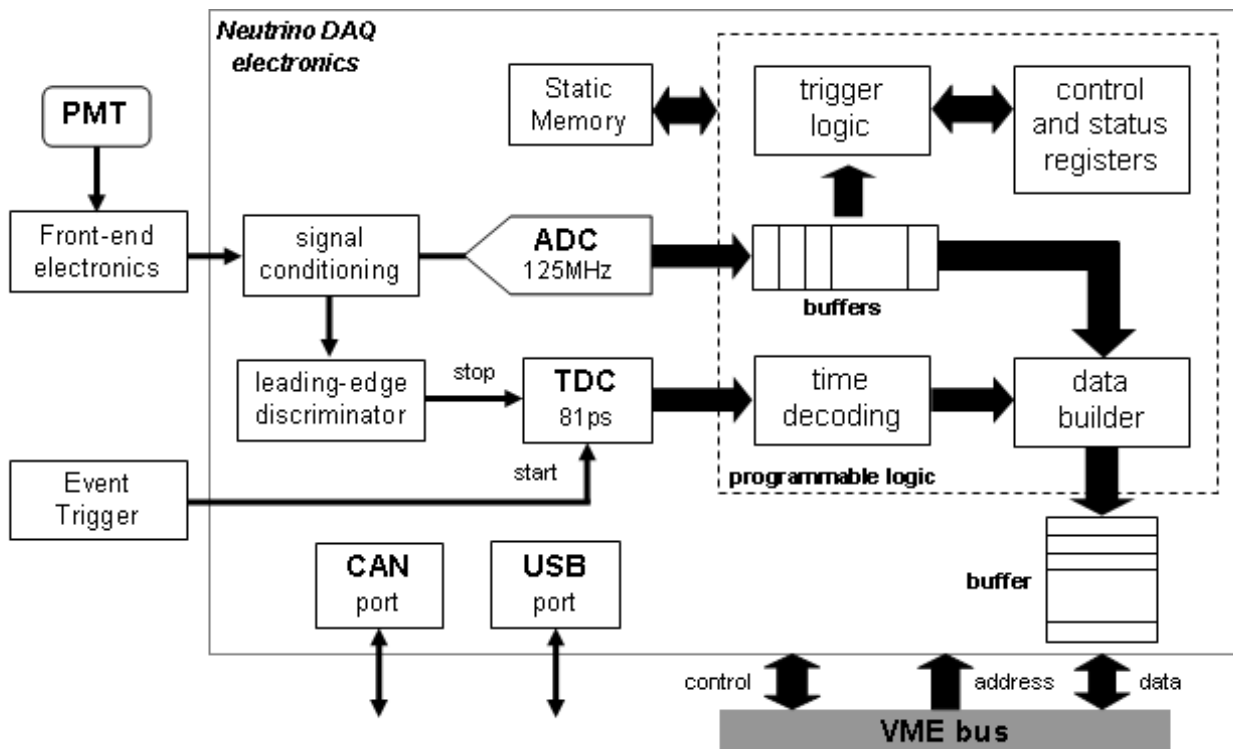 Neutrino DAQ
electronics
PMT
Static
Memory
trigger
logic
control
and status
registers
Front-end
electronics
signal
conditioning
ADC
125MHz
buffers
leading-edge
discriminator
stop
TDC
81ps
time
decoding
data
builder
start
programmable logic
Event
Trigger
CAN
port
USB
port
buffer
control
address
data
VME bus